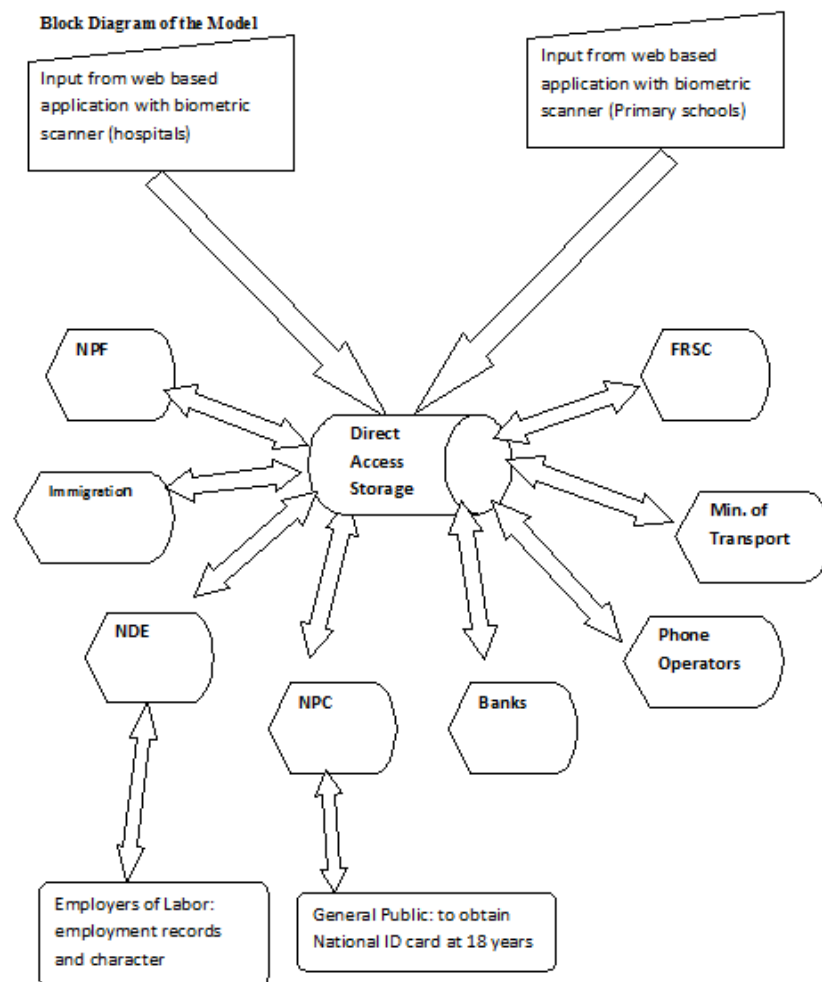 Block Diagram of the Model
Input from web based
application with biometric
scanner (hospitals)
Input from web based
application with biometric
scanner (Primary schools)
NPF
FRSC
Direct
Access
Storage
Immigration
Min. of
Transport
NDE
Phone
Operators
NPC
Banks
Employers of Labor:
employment records
and character
General Public: to obtain
National ID card at 18 years